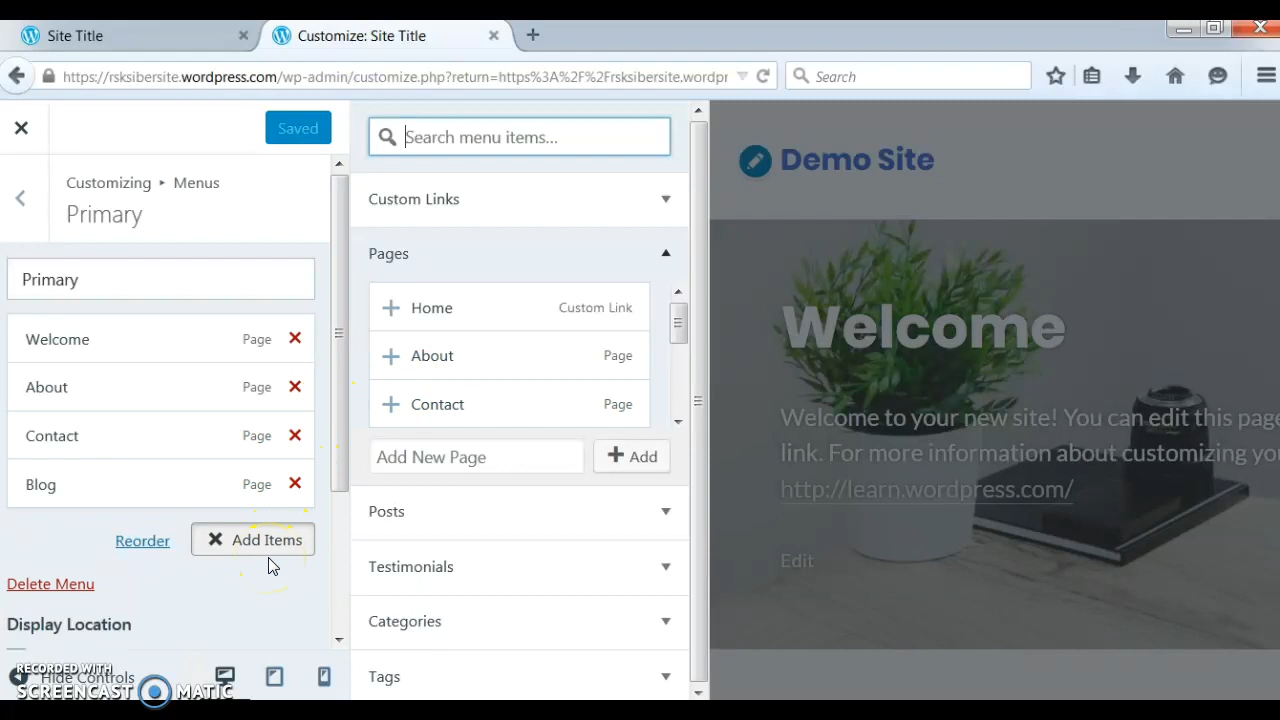 Site Title
Customize: Site Title
https://rsksibersite.wordpress.com/wp-admin/customize.php?return=https%3A%2F%2Frsksibersite.wordpr
Search
Saved
Customizing ▸ Menus
Primary
Primary
Welcome Page
About Page
Contact Page
Blog Page
Reorder
Add Items
Delete Menu
Display Location
Hide Controls
RECORDED WITH
SCREENCAST MATIC
Search menu items...
Custom Links
Pages
Home Custom Link
About Page
Contact Page
Add New Page
Add
Posts
Testimonials
Categories
Tags
Demo Site
Welcome
Welcome to your new site! You can edit this page
link. For more information about customizing yo
http://learn.wordpress.com/
Edit